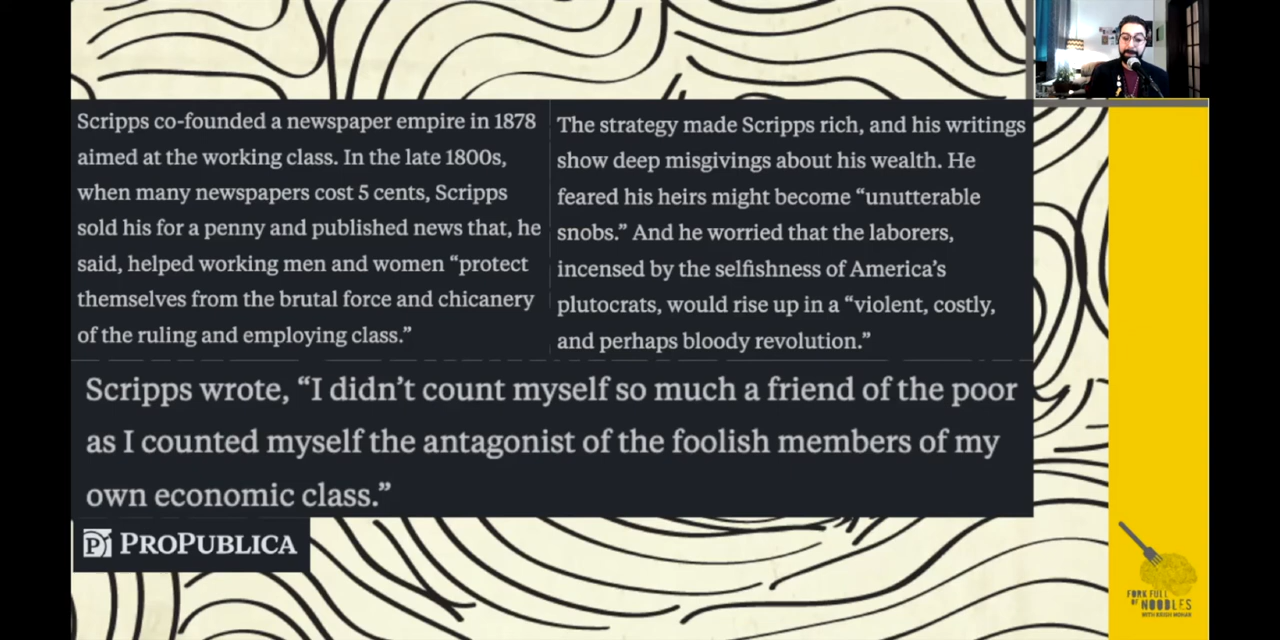 Scripps co-founded a newspaper empire in 1878
aimed at the working class. In the late 1800s,
when many newspapers cost 5 cents, Scripps
sold his for a penny and published news that, he
said, helped working men and women “protect
themselves from the brutal force and chicanery
of the ruling and employing class.”
The strategy made Scripps rich, and his writings
show deep misgivings about his wealth. He
feared his heirs might become “unutterable
snobs.” And he worried that the laborers,
incensed by the selfishness of America’s
plutocrats, would rise up in a “violent, costly,
and perhaps bloody revolution.”
Scripps wrote, “I didn’t count myself so much a friend of the poor
as I counted myself the antagonist of the foolish members of my
own economic class.”
PROPUBLICA
FORK FULL
OF NOODLES
WITH KRISH MOHAN